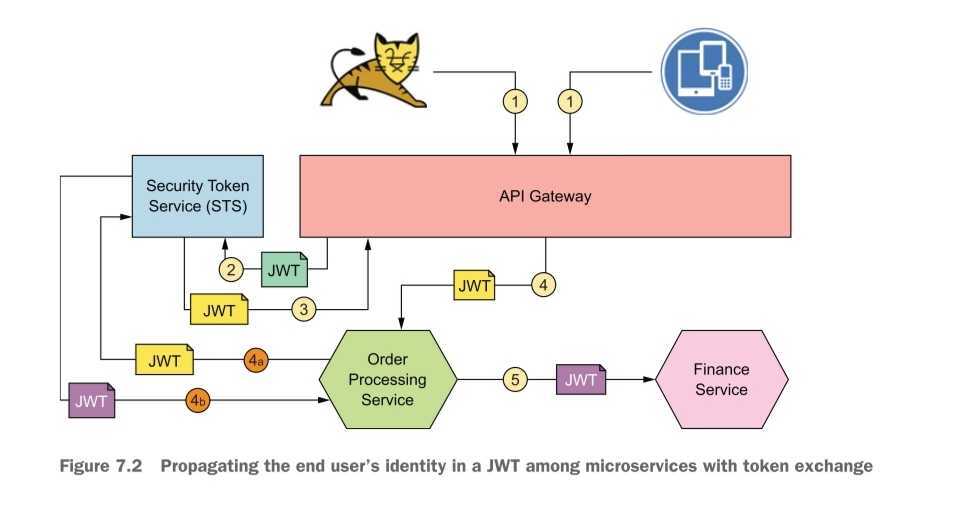 1
1
Security Token
Service (STS)
API Gateway
2
JWT
JWT
4
JWT
3
JWT
4a
Order
Processing
Service
5
JWT
Finance
Service
JWT
4b
Figure 7.2 Propagating the end user's identity in a JWT among microservices with token exchange